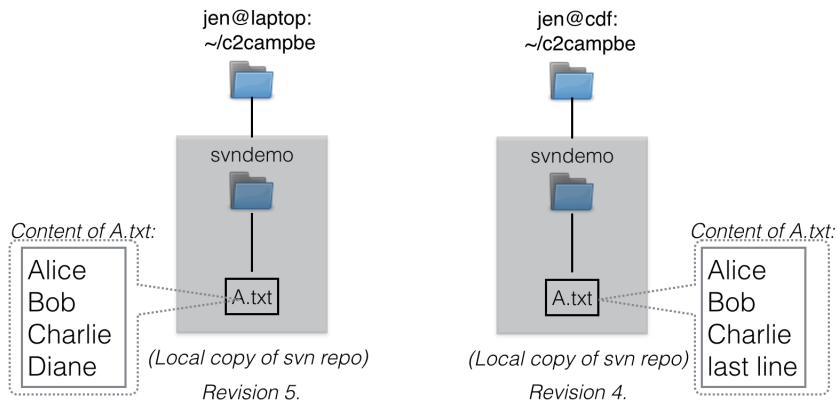 jen@laptop:
~/c2campbe
svndemo
Content of A.txt:
Alice
Bob
Charlie
Diane
A.txt
(Local copy of svn repo)
Revision 5.
jen@cdf:
~/c2campbe
svndemo
Content of A.txt:
Alice
Bob
Charlie
last line
A.txt
(Local copy of svn repo)
Revision 4.